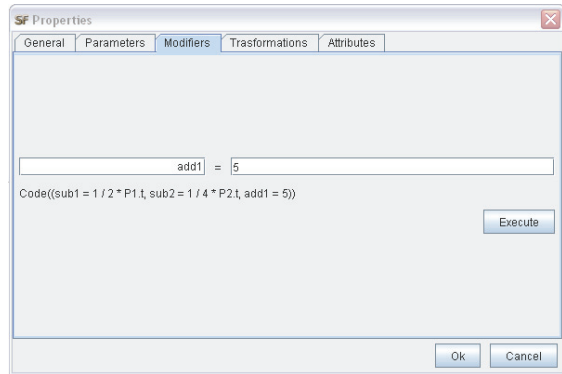 SF Properties
General Parameters Modifiers Trasformations Attributes
add1 = 5
Code((sub1 = 1 / 2 * P1.t, sub2 = 1 / 4 * P2.t, add1 = 5))
Execute
Ok Cancel